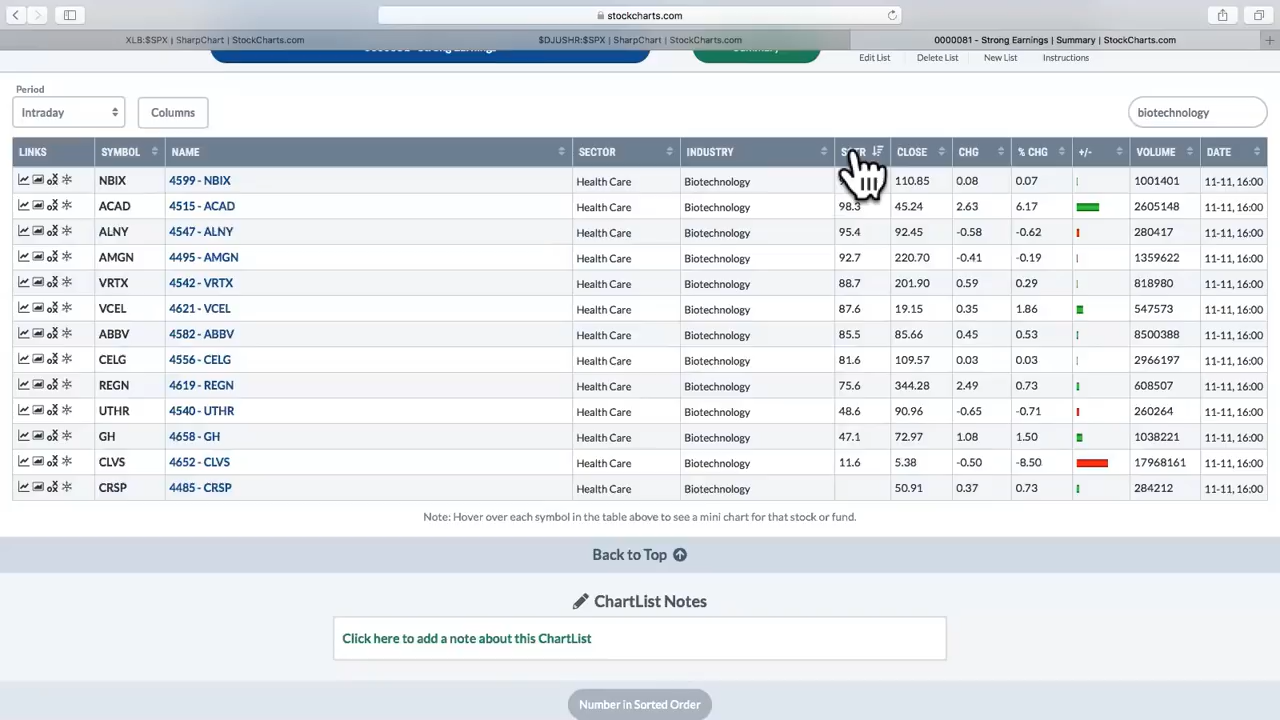 stockcharts.com
XLB:$SPX | SharpChart | StockCharts.com
$DJUSHR:$SPX | SharpChart | StockCharts.com
0000081 - Strong Earnings | Summary | StockCharts.com
Edit List
Delete List
New List
Instructions
Period
Intraday
Columns
biotechnology
LINKS SYMBOL NAME SECTOR INDUSTRY CLOSE CHG % CHG +/- VOLUME DATE
NBIX 4599 - NBIX Health Care Biotechnology 110.85 0.08 0.07 1001401 11-11, 16:00
ACAD 4515 - ACAD Health Care Biotechnology 98.3 45.24 2.63 6.17 2605148 11-11, 16:00
ALNY 4547 - ALNY Health Care Biotechnology 95.4 92.45 -0.58 -0.62 280417 11-11, 16:00
AMGN 4495 - AMGN Health Care Biotechnology 92.7 220.70 -0.41 -0.19 1359622 11-11, 16:00
VRTX 4542 - VRTX Health Care Biotechnology 88.7 201.90 0.59 0.29 818980 11-11, 16:00
VCEL 4621 - VCEL Health Care Biotechnology 87.6 19.15 0.35 1.86 547573 11-11, 16:00
ABBV 4582 - ABBV Health Care Biotechnology 85.5 85.66 0.45 0.53 8500388 11-11, 16:00
CELG 4556 - CELG Health Care Biotechnology 81.6 109.57 0.03 0.03 2966197 11-11, 16:00
REGN 4619 - REGN Health Care Biotechnology 75.6 344.28 2.49 0.73 608507 11-11, 16:00
UTHR 4540 - UTHR Health Care Biotechnology 48.6 90.96 -0.65 -0.71 260264 11-11, 16:00
GH 4658 - GH Health Care Biotechnology 47.1 72.97 1.08 1.50 1038221 11-11, 16:00
CLVS 4652 - CLVS Health Care Biotechnology 11.6 5.38 -0.50 -8.50 17968161 11-11, 16:00
CRSP 4485 - CRSP Health Care Biotechnology 50.91 0.37 0.73 284212 11-11, 16:00
Note: Hover over each symbol in the table above to see a mini chart for that stock or fund.
Back to Top
ChartList Notes
Click here to add a note about this ChartList
Number in Sorted Order